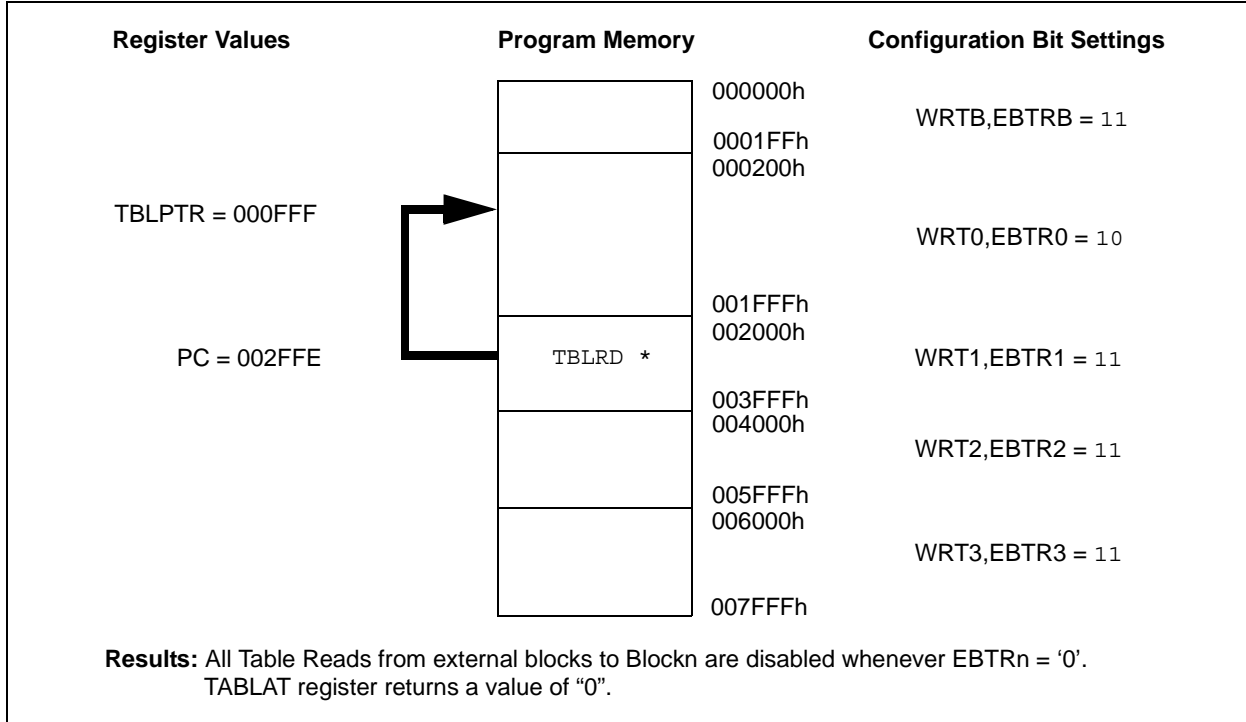 Register Values Program Memory Configuration Bit Settings
000000h
WRTB,EBTRB = 11
0001FFh
000200h
TBLPTR = 000FFF
WRT0,EBTR0 = 10
001FFFh
002000h
PC = 002FFE TBLRD * WRT1,EBTR1 = 11
003FFFh
004000h
WRT2,EBTR2 = 11
005FFFh
006000h
WRT3,EBTR3 = 11
007FFFh
Results: All Table Reads from external blocks to Blockn are disabled whenever EBTRn = ‘0’.
TABLAT register returns a value of “0”.